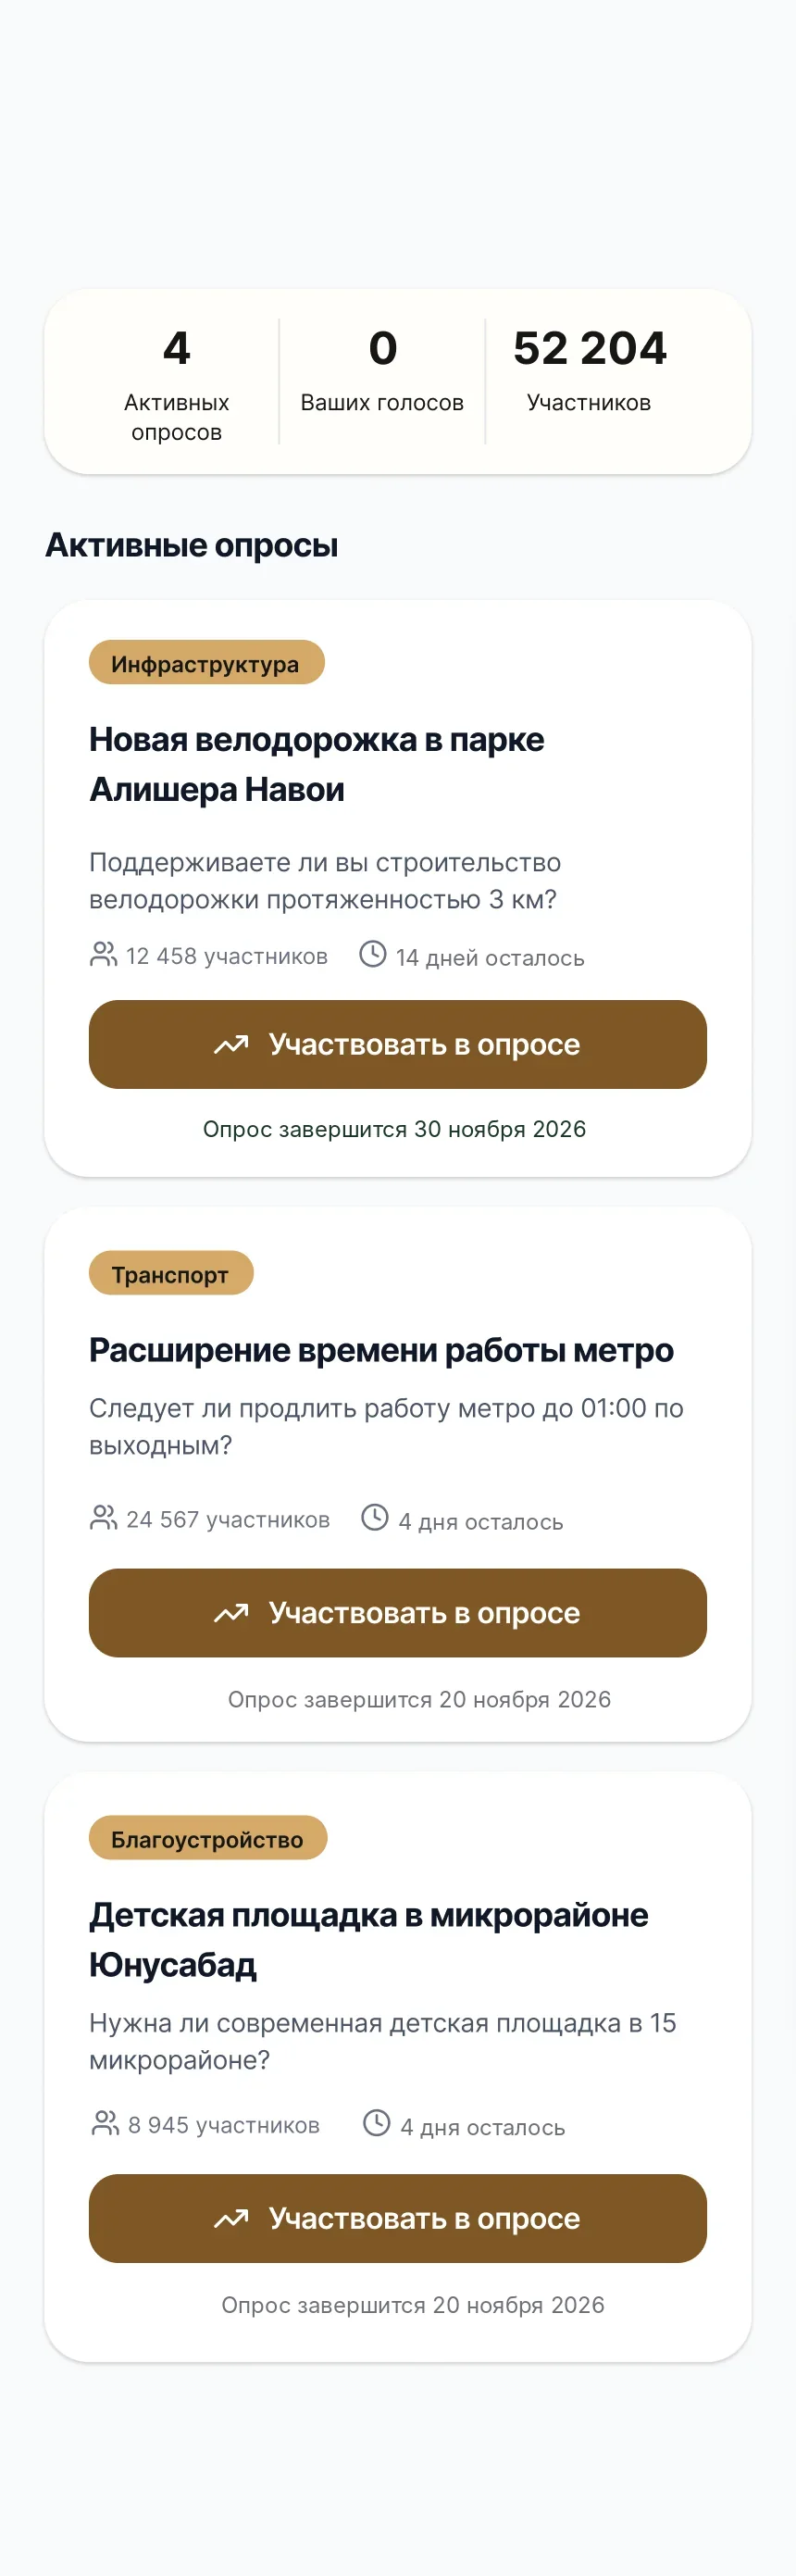 4
Активных
опросов
0
Ваших голосов
52 204
Участников
Активные опросы
Инфраструктура
Новая велодорожка в парке
Алишера Навои
Поддерживаете ли вы строительство
велодорожки протяженностью 3 км?
12 458 участников
14 дней осталось
Участвовать в опросе
Опрос завершится 30 ноября 2026
Транспорт
Расширение времени работы метро
Следует ли продлить работу метро до 01:00 по
выходным?
24 567 участников
4 дня осталось
Участвовать в опросе
Опрос завершится 20 ноября 2026
Благоустройство
Детская площадка в микрорайоне
Юнусабад
Нужна ли современная детская площадка в 15
микрорайоне?
8 945 участников
4 дня осталось
Участвовать в опросе
Опрос завершится 20 ноября 2026